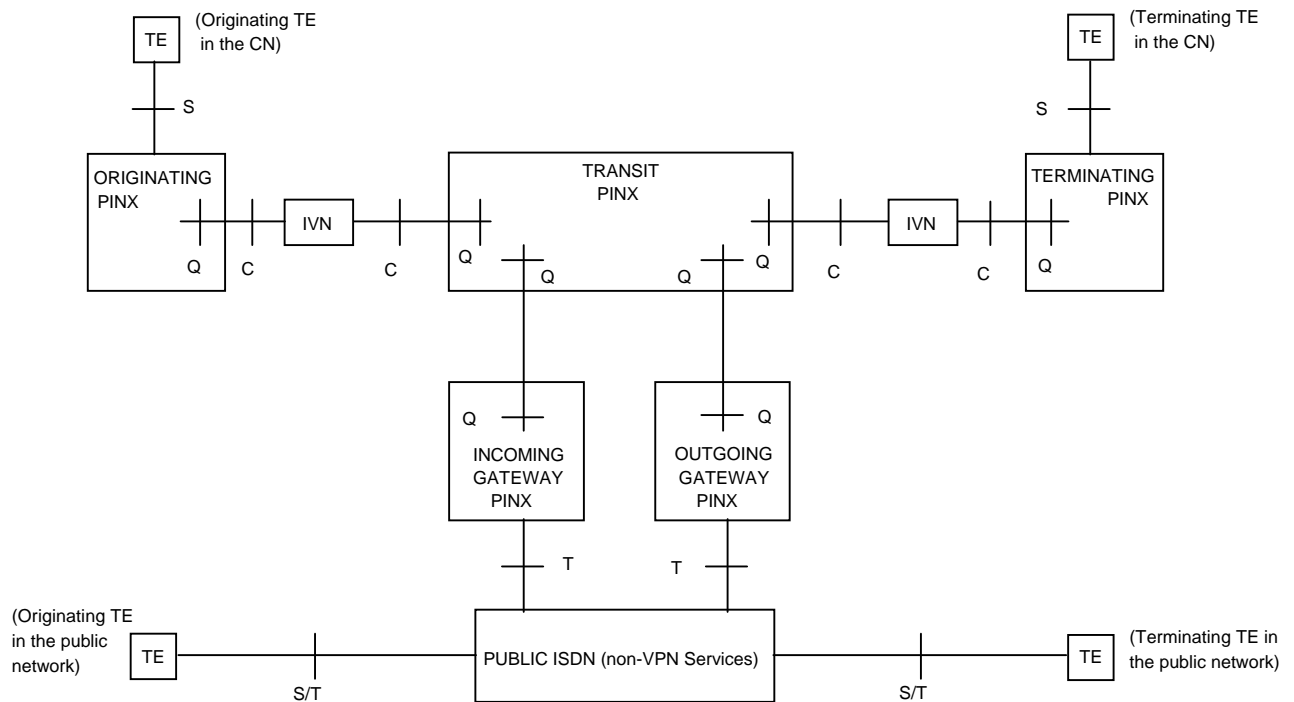 TE
(Originating TE
in the CN)
TE
(Terminating TE
in the CN)
S
S
ORIGINATING
PINX
TRANSIT
PINX
TERMINATING
PINX
IVN
IVN
Q
C
C
Q
Q
Q
Q
C
C
Q
Q
Q
INCOMING
GATEWAY
PINX
OUTGOING
GATEWAY
PINX
T
T
(Originating TE
in the public
network)
TE
S/T
PUBLIC ISDN (non-VPN Services)
S/T
TE
(Terminating TE in
the public network)